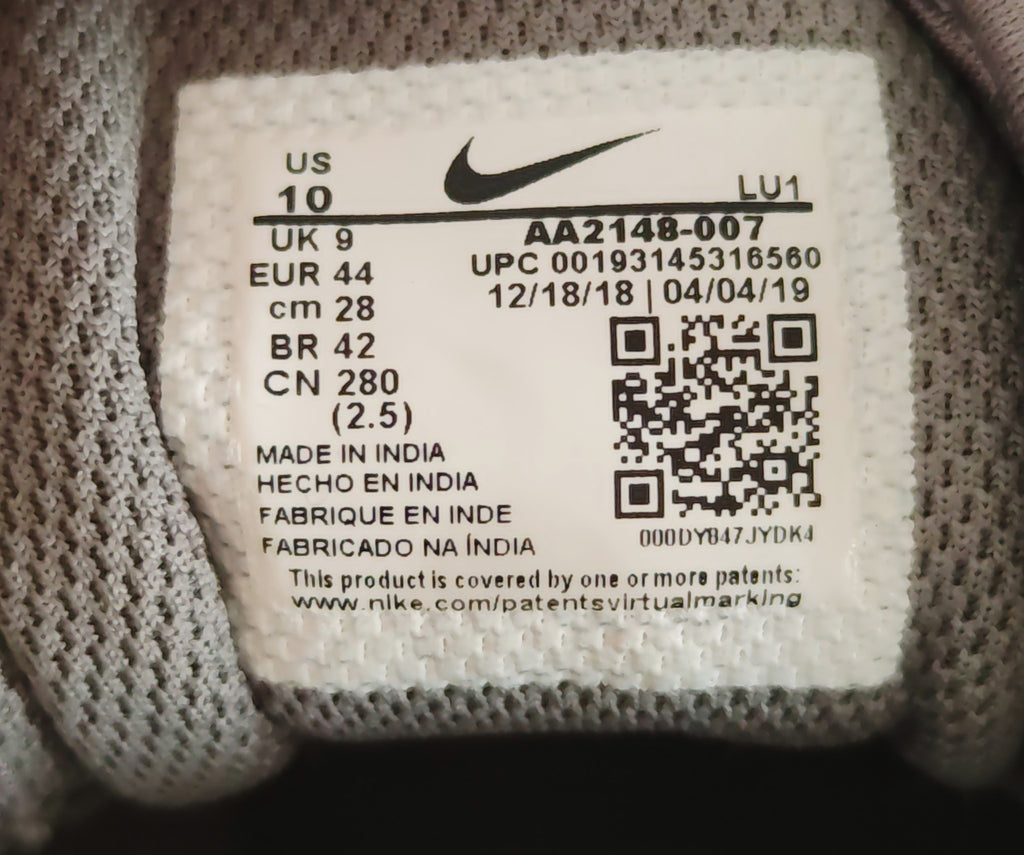 US
10
LU1
UK 9
AA2148-007
EUR 44
UPC 00193145316560
cm 28
12/18/18 | 04/04/19
BR 42
CN 280
(2.5)
MADE IN INDIA
HECHO EN INDIA
FABRIQUE EN INDE
FABRICADO NA ÍNDIA
000DY847JYDK4
This product is covered by one or more patents:
www.nike.com/patentsvirtualmarking